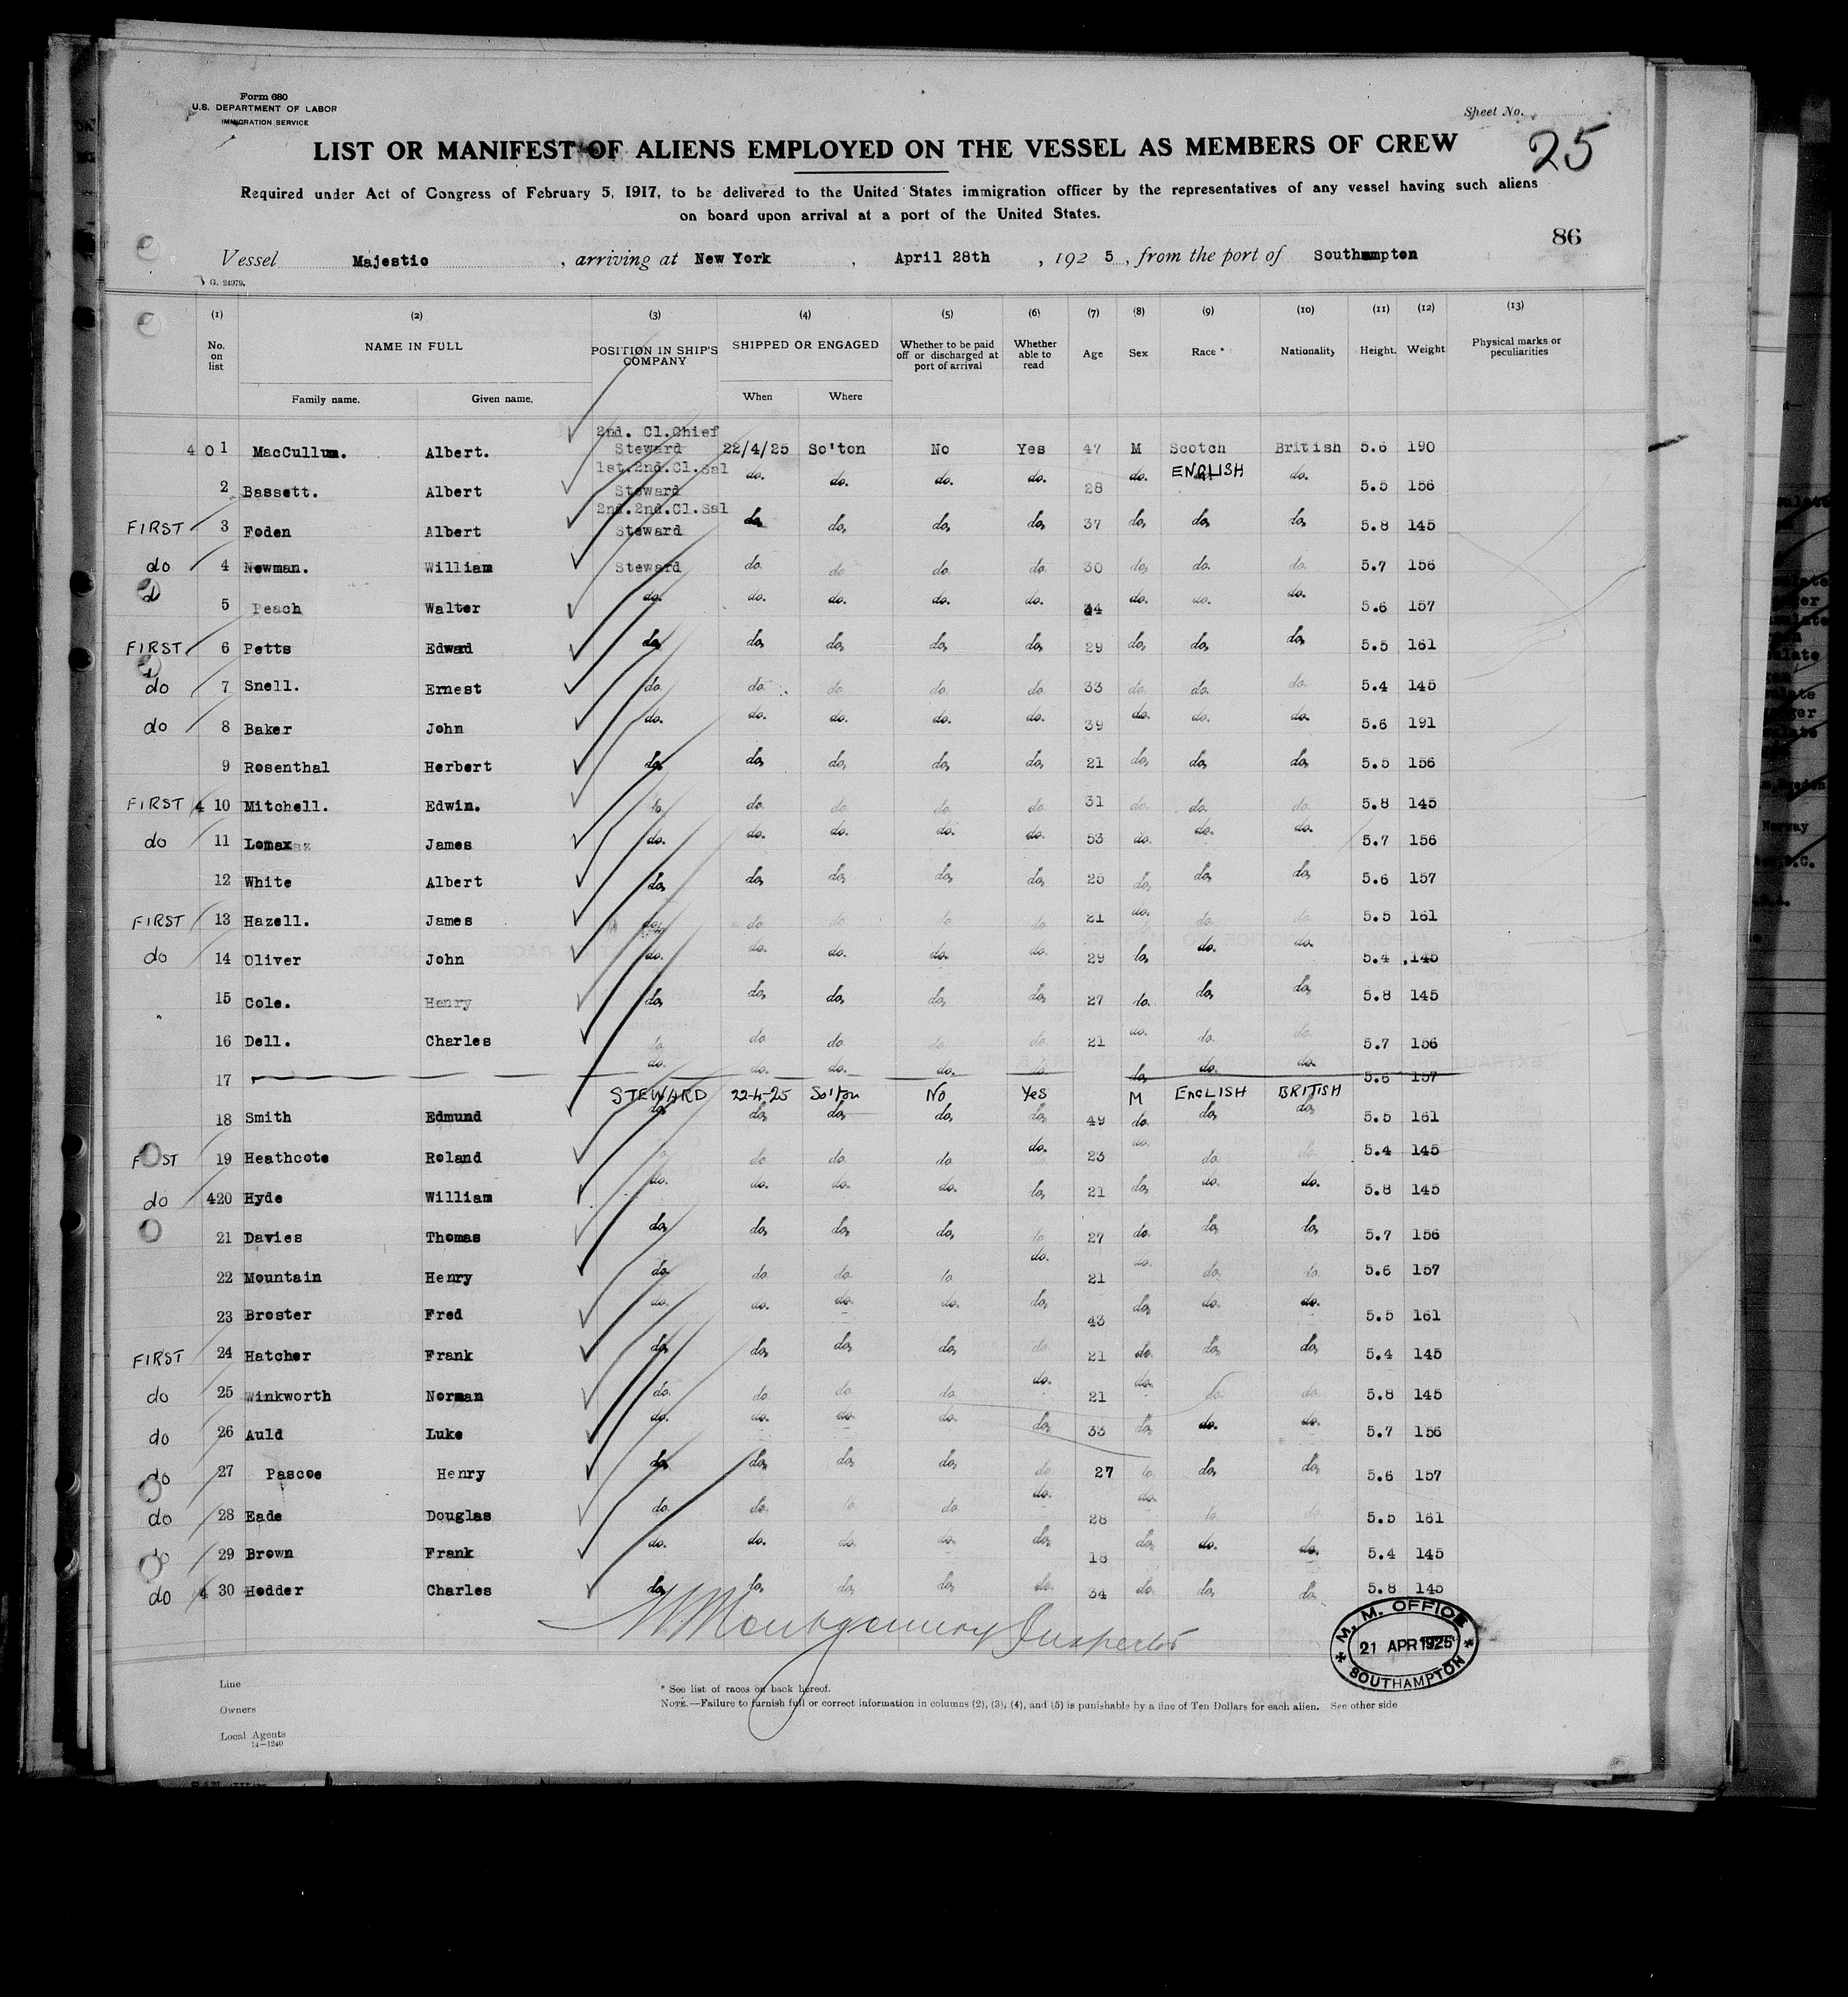 Form 680
U.S. DEPARTMENT OF LABOR
IMMIGRATION SERVICE
Sheet No.
25
LIST OR MANIFEST OF ALIENS EMPLOYED ON THE VESSEL AS MEMBERS OF CREW
Required under Act of Congress of February 5, 1917, to be delivered to the United States immigration officer by the representatives of any vessel having such aliens
on board upon arrival at a port of the United States.
86
Vessel Majestic, arriving at New York, April 28th, 192 5, from the port of Southampton
G. 24979.
(1) (2) (3) (4) (5) (6) (7) (8) (9) (10) (11) (12) (13)
No. on list NAME IN FULL POSITION IN SHIP'S COMPANY SHIPPED OR ENGAGED Whether to be paid off or discharged at port of arrival Whether able to read Age Sex Race * Nationality Height. Weight Physical marks or peculiarities
Family name. Given name. When Where
2nd. Cl.Chief
4 0 1 MacCullum. Albert. Steward 22/4/25 So'ton No Yes 47 M Scotch British 5.6 190
1st.2nd.Cl.Sal
2 Bassett. Albert Steward do. do. do. do. 28 do. ENGLISH do. 5.5 156
2nd.2nd.Cl.Sal
FIRST 3 Foden Albert Steward do. do. do. do. 37 do. do. do. 5.8 145
do 4 Newman. William Steward do. do. do. do. 30 do. do. do. 5.7 156
5 Peach Walter do. do. do. do. do. 34 do. do. do. 5.6 157
FIRST 6 Petts Edward do. do. do. do. do. 29 do. do. do. 5.5 161
do 7 Snell. Ernest do. do. do. do. do. 33 do. do. do. 5.4 145
do 8 Baker John do. do. do. do. do. 39 do. do. do. 5.6 191
9 Rosenthal Herbert do. do. do. do. do. 21 do. do. do. 5.5 156
FIRST 4 10 Mitchell. Edwin. do. do. do. do. do. 31 do. do. do. 5.8 145
do 11 Lomax James do. do. do. do. do. 53 do. do. do. 5.7 156
12 White Albert do. do. do. do. do. 25 do. do. do. 5.6 157
FIRST 13 Hazell. James do. do. do. do. do. 21 do. do. do. 5.5 161
do 14 Oliver John do. do. do. do. do. 29 do. do. do. 5.4 145
15 Cole. Henry do. do. do. do. do. 27 do. do. do. 5.8 145
16 Dell. Charles do. do. do. do. do. 21 do. do. do. 5.7 156
17 do. do. do. do. do. do. do. do. 5.6 157
STEWARD 22-4-25 So'ton No Yes M ENGLISH BRITISH
18 Smith Edmund do. do. do. do. do. 49 do. do. do. 5.5 161
FIRST 19 Heathcote Roland do. do. do. do. do. 23 do. do. do. 5.4 145
do 420 Hyde William do. do. do. do. do. 21 do. do. do. 5.8 145
21 Davies Thomas do. do. do. do. do. 27 do. do. do. 5.7 156
22 Mountain Henry do. do. do. do. do. 21 do. do. do. 5.6 157
23 Broster Fred do. do. do. do. do. 43 do. do. do. 5.5 161
FIRST 24 Hatcher Frank do. do. do. do. do. 21 do. do. do. 5.4 145
do 25 Winkworth Norman do. do. do. do. do. 21 do. do. do. 5.8 145
do 26 Auld Luke do. do. do. do. do. 33 do. do. do. 5.7 156
do 27 Pascoe Henry do. do. do. do. do. 27 do. do. do. 5.6 157
do 28 Eade Douglas do. do. do. do. do. 28 do. do. do. 5.5 161
do 29 Brown Frank do. do. do. do. do. 18 do. do. do. 5.4 145
do 4 30 Hodder Charles do. do. do. do. do. 34 do. do. do. 5.8 145
Montgomery Inspector
M. M. OFFICE
21 APR 1925
SOUTHAMPTON
Line
* See list of races on back hereof.
NOTE.—Failure to furnish full or correct information in columns (2), (3), (4), and (5) is punishable by a fine of Ten Dollars for each alien. See other side
Owners
Local Agents
14—1240